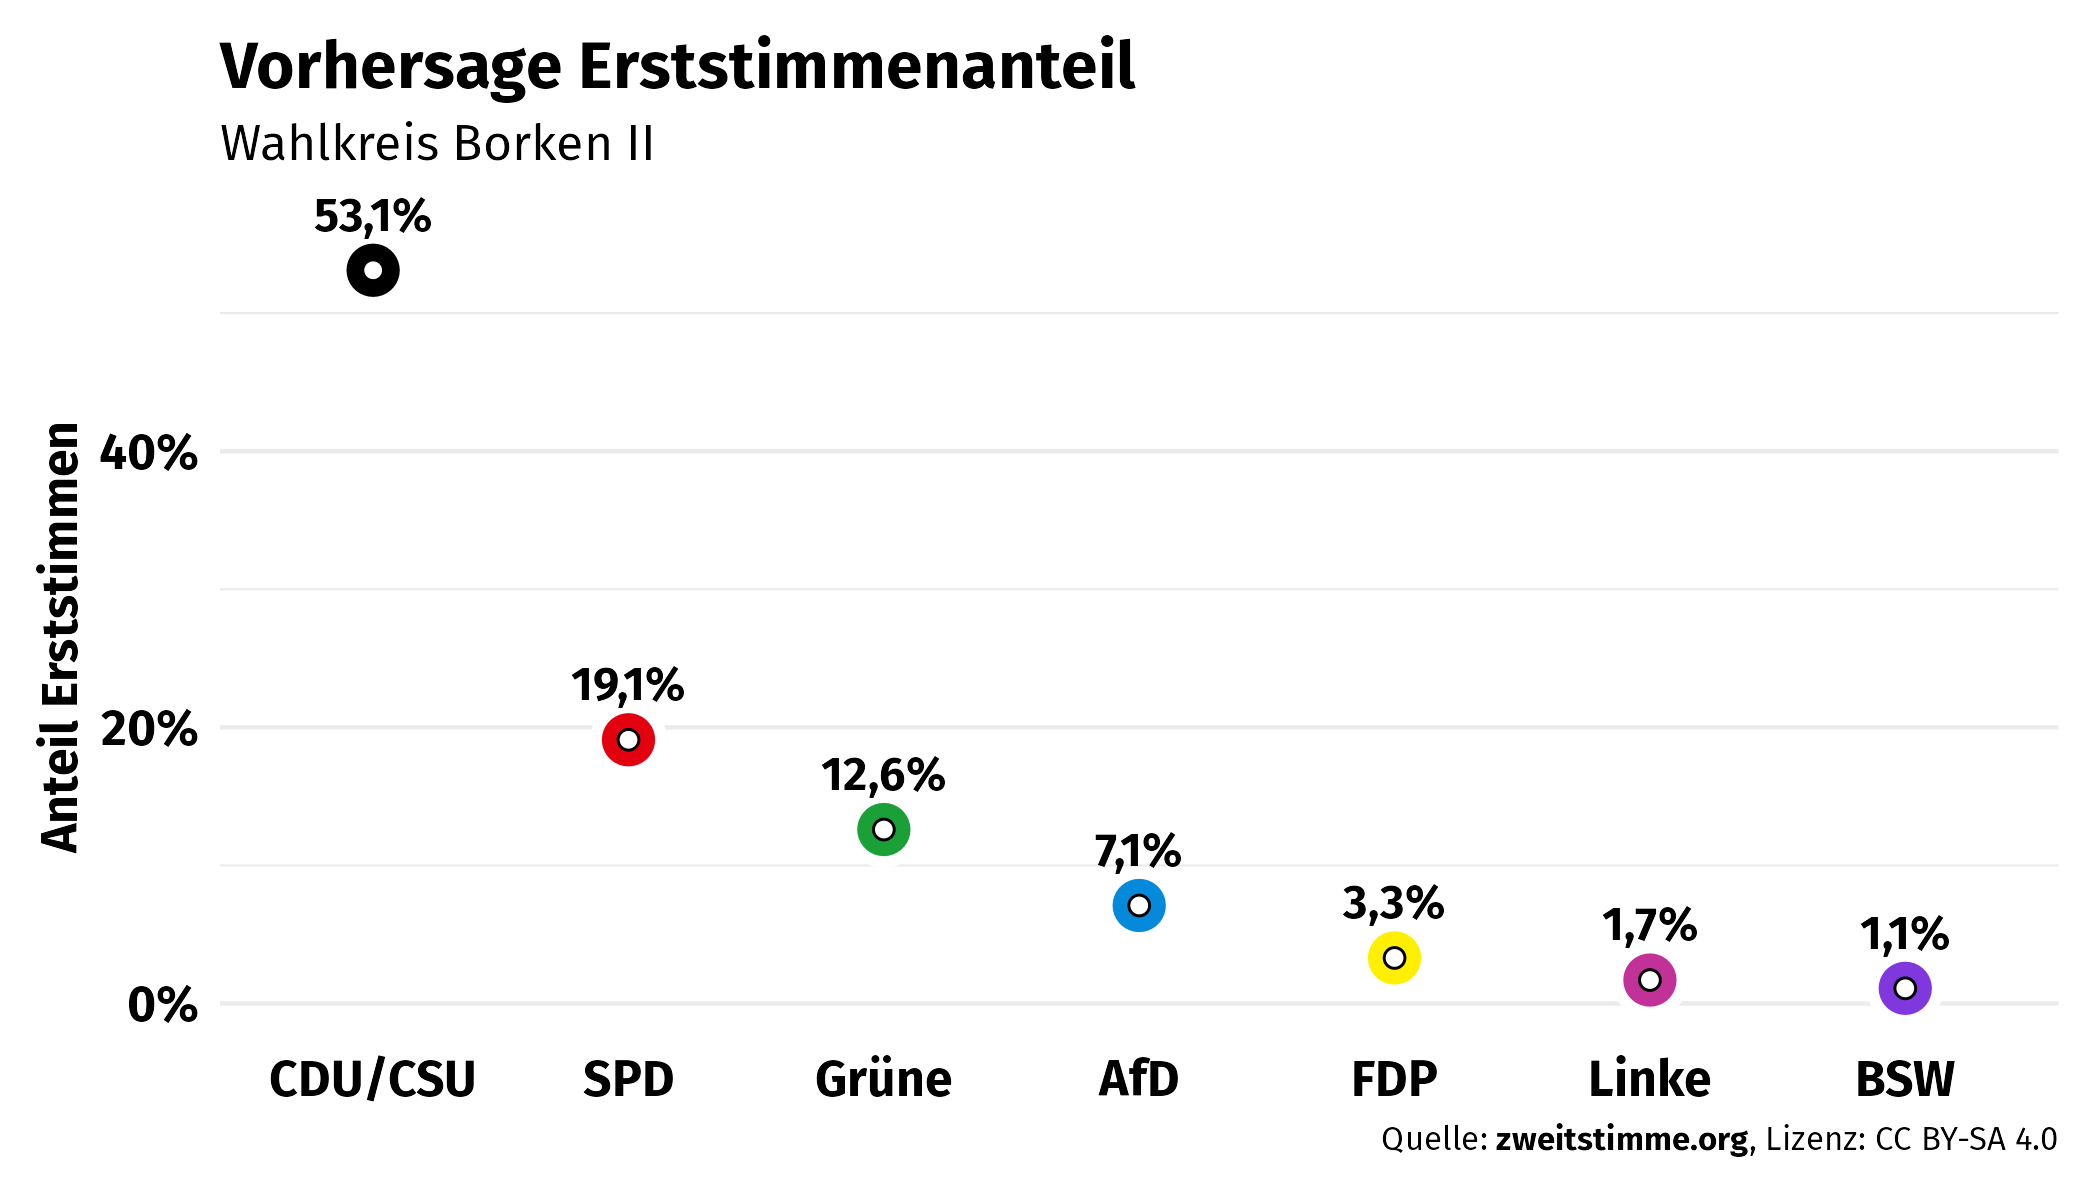 Vorhersage Erststimmenanteil
Wahlkreis Borken II
53,1%
40%
Anteil Erststimmen
19,1%
20%
12,6%
7,1%
3,3%
1,7%
1,1%
0%
CDU/CSU SPD Grüne AfD FDP Linke BSW
Quelle: zweitstimme.org, Lizenz: CC BY-SA 4.0